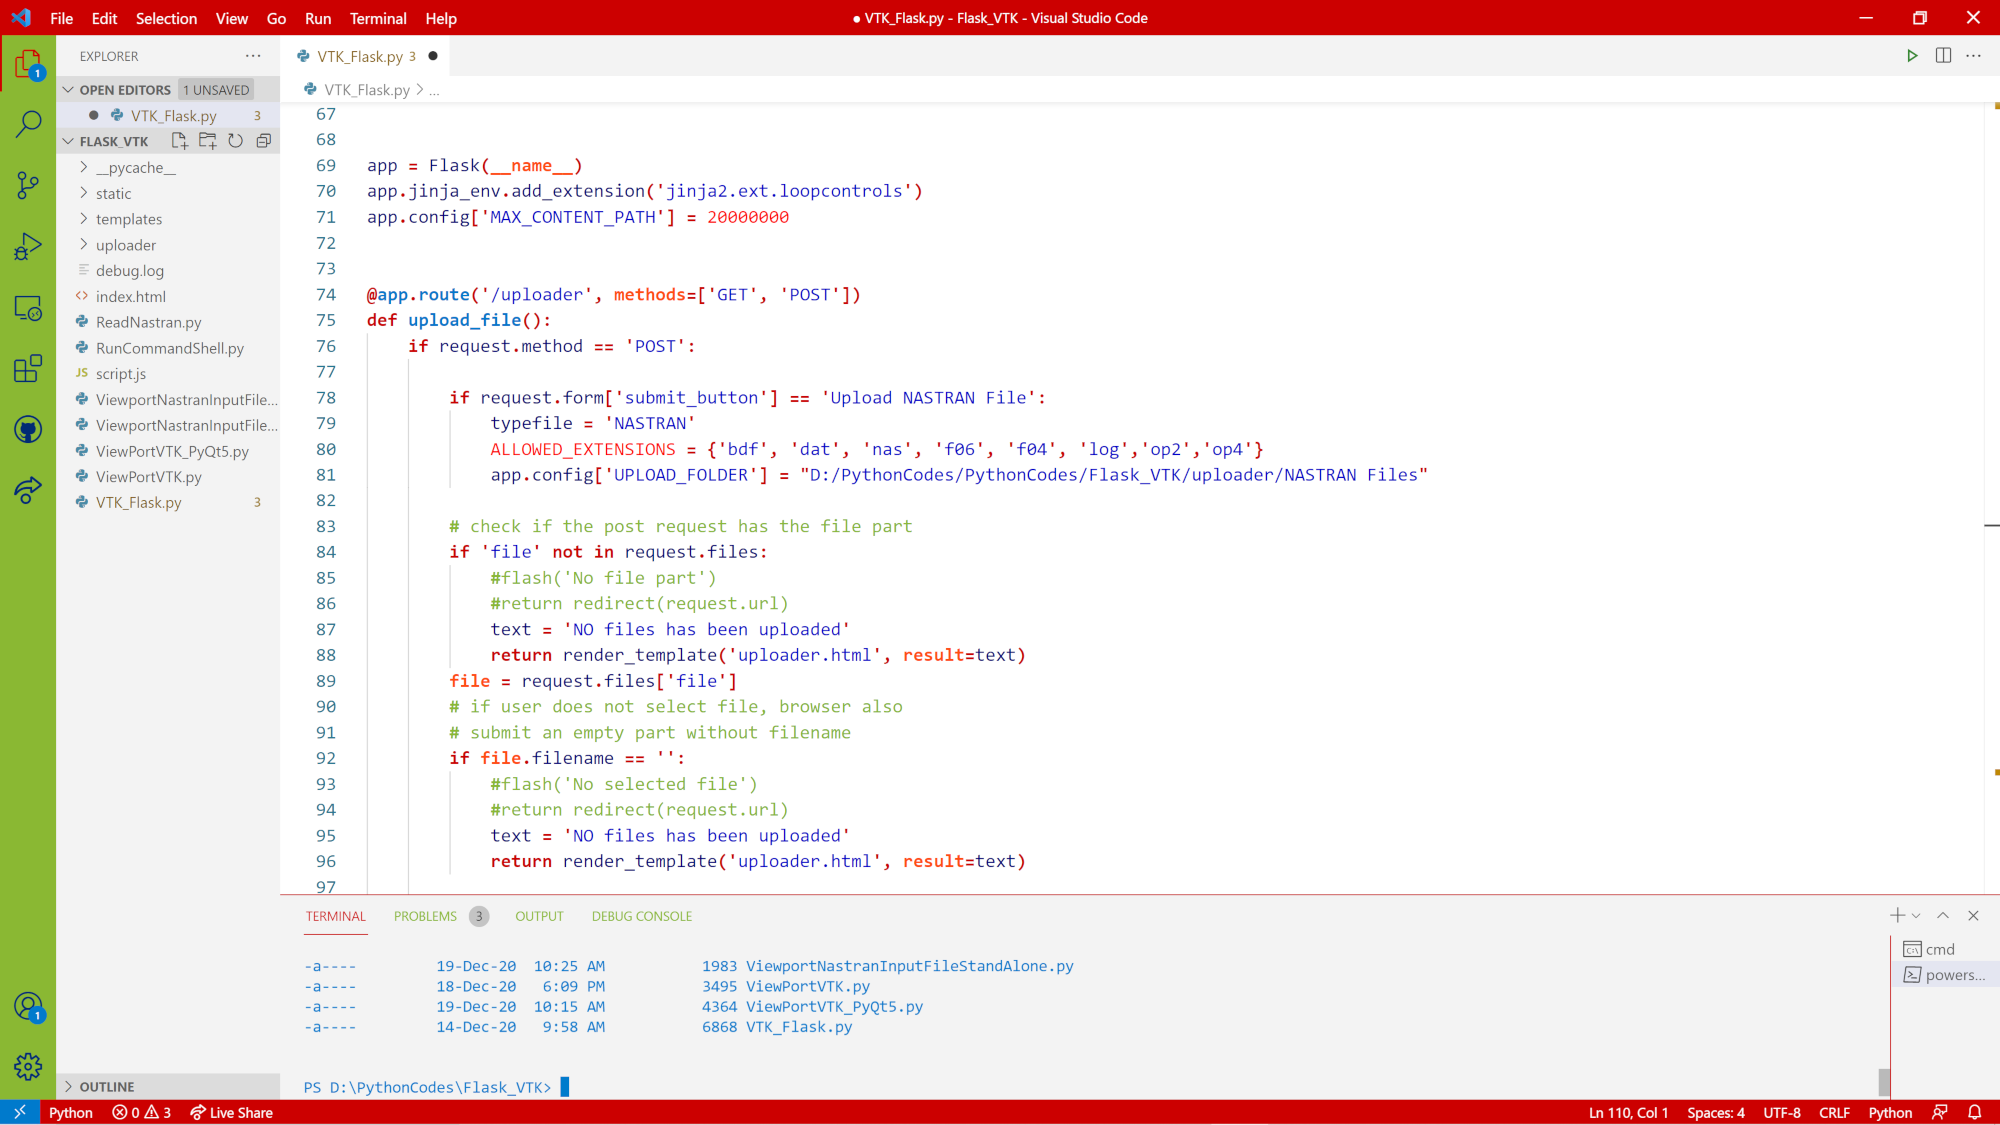 File Edit Selection View Go Run Terminal Help
● VTK_Flask.py - Flask_VTK - Visual Studio Code
1
EXPLORER ...
OPEN EDITORS 1 UNSAVED
● VTK_Flask.py 3
FLASK_VTK
__pycache__
static
templates
uploader
debug.log
<> index.html
ReadNastran.py
RunCommandShell.py
JS script.js
ViewportNastranInputFile...
ViewportNastranInputFile...
ViewPortVTK_PyQt5.py
ViewPortVTK.py
VTK_Flask.py 3
OUTLINE
1
VTK_Flask.py 3 ●
VTK_Flask.py > ...
67
68
69 app = Flask(__name__)
70 app.jinja_env.add_extension('jinja2.ext.loopcontrols')
71 app.config['MAX_CONTENT_PATH'] = 20000000
72
73
74 @app.route('/uploader', methods=['GET', 'POST'])
75 def upload_file():
76 if request.method == 'POST':
77
78 if request.form['submit_button'] == 'Upload NASTRAN File':
79 typefile = 'NASTRAN'
80 ALLOWED_EXTENSIONS = {'bdf', 'dat', 'nas', 'f06', 'f04', 'log','op2','op4'}
81 app.config['UPLOAD_FOLDER'] = "D:/PythonCodes/PythonCodes/Flask_VTK/uploader/NASTRAN Files"
82
83 # check if the post request has the file part
84 if 'file' not in request.files:
85 #flash('No file part')
86 #return redirect(request.url)
87 text = 'NO files has been uploaded'
88 return render_template('uploader.html', result=text)
89 file = request.files['file']
90 # if user does not select file, browser also
91 # submit an empty part without filename
92 if file.filename == '':
93 #flash('No selected file')
94 #return redirect(request.url)
95 text = 'NO files has been uploaded'
96 return render_template('uploader.html', result=text)
97
TERMINAL PROBLEMS 3 OUTPUT DEBUG CONSOLE
-a---- 19-Dec-20 10:25 AM 1983 ViewportNastranInputFileStandAlone.py
-a---- 18-Dec-20 6:09 PM 3495 ViewPortVTK.py
-a---- 19-Dec-20 10:15 AM 4364 ViewPortVTK_PyQt5.py
-a---- 14-Dec-20 9:58 AM 6868 VTK_Flask.py
PS D:\PythonCodes\Flask_VTK>
cmd
powers...
Python 0 3 Live Share
Ln 110, Col 1 Spaces: 4 UTF-8 CRLF Python